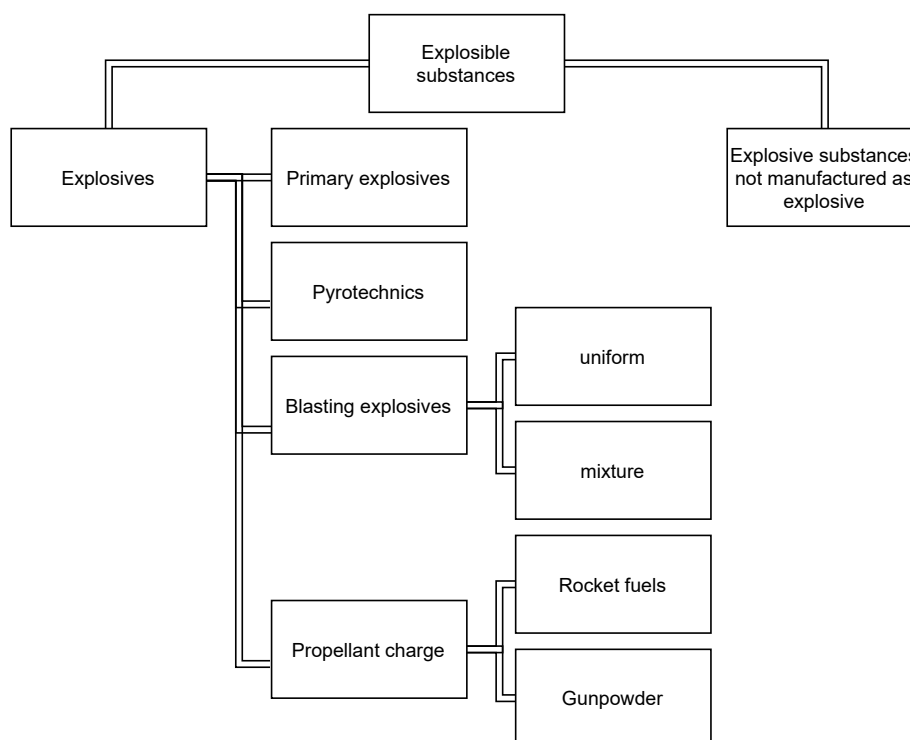 Explosible
substances
Explosives
Primary explosives
Explosive substances
not manufactured as
explosive
Pyrotechnics
uniform
Blasting explosives
mixture
Rocket fuels
Propellant charge
Gunpowder